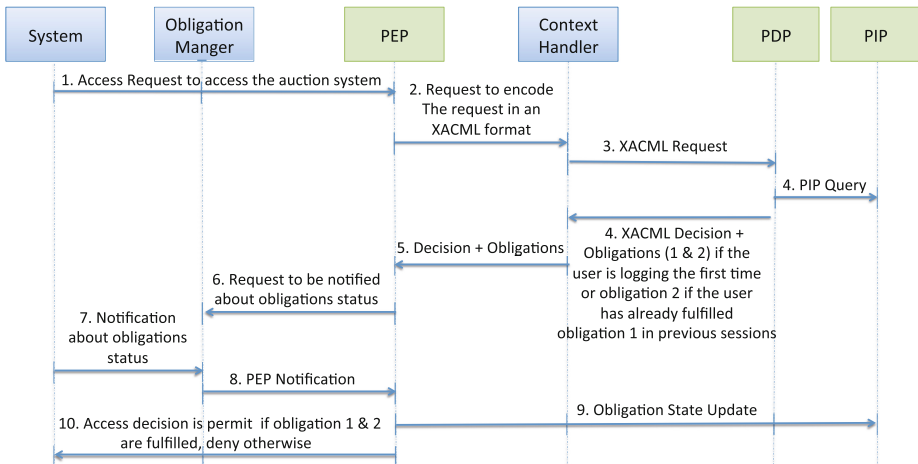 System
Obligation
Manger
PEP
Context
Handler
PDP
PIP
1. Access Request to access the auction system
2. Request to encode
The request in an
XACML format
3. XACML Request
4. PIP Query
4. XACML Decision +
Obligations (1 & 2) if the
user is logging the first time
or obligation 2 if the user
has already fulfilled
obligation 1 in previous sessions
5. Decision + Obligations
6. Request to be notified
about obligations status
7. Notification
about obligations
status
8. PEP Notification
9. Obligation State Update
10. Access decision is permit if obligation 1 & 2
are fulfilled, deny otherwise